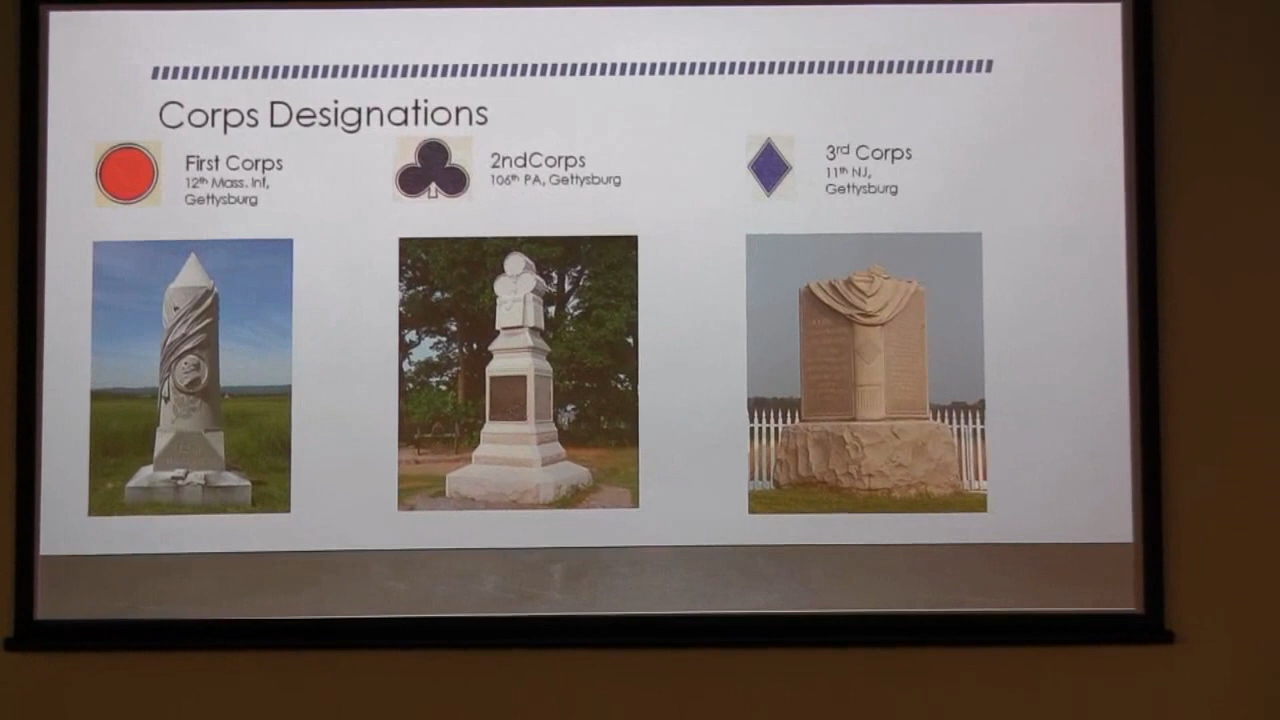 Corps Designations
First Corps
12th Mass. Inf,
Gettysburg
2ndCorps
106th PA, Gettysburg
3rd Corps
11th NJ,
Gettysburg